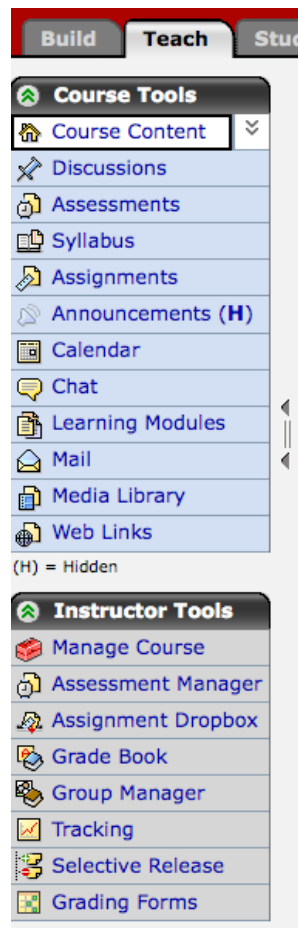 Build Teach
Course Tools
Course Content
Discussions
Assessments
Syllabus
Assignments
Announcements (H)
Calendar
Chat
Learning Modules
Mail
Media Library
Web Links
(H) = Hidden
Instructor Tools
Manage Course
Assessment Manager
Assignment Dropbox
Grade Book
Group Manager
Tracking
Selective Release
Grading Forms